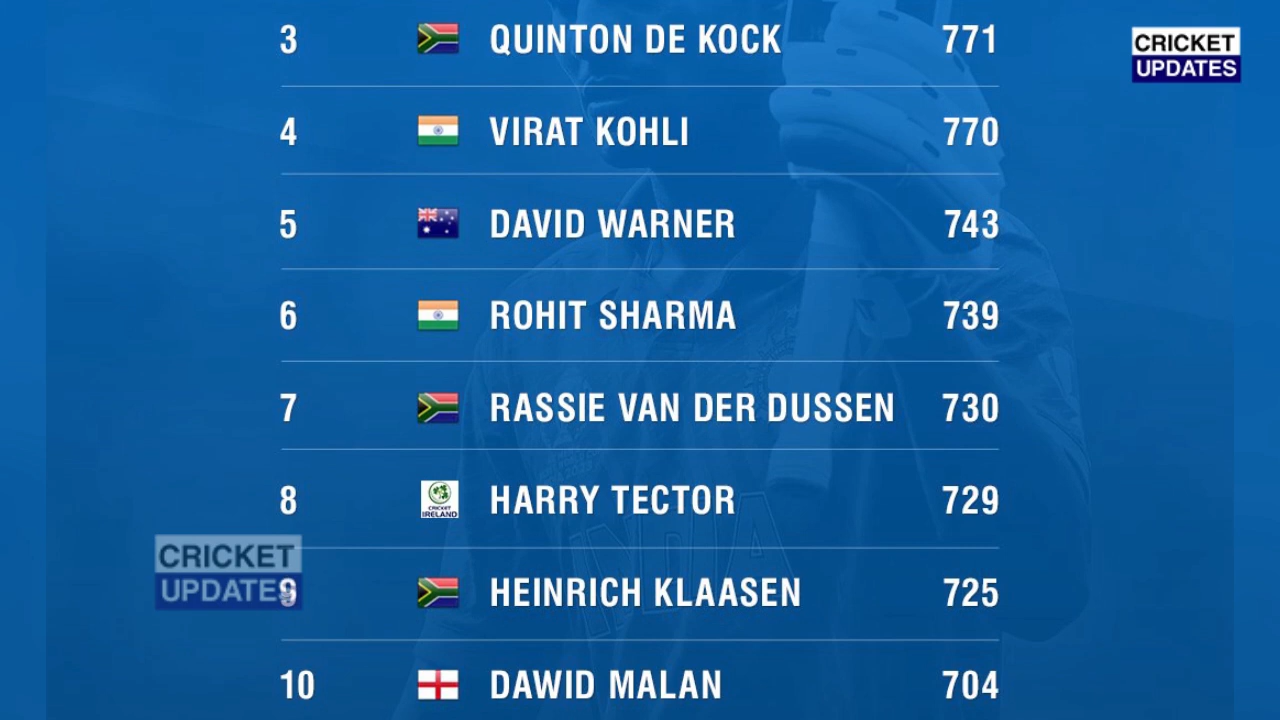 3 QUINTON DE KOCK 771
CRICKET
UPDATES
4 VIRAT KOHLI 770
5 DAVID WARNER 743
6 ROHIT SHARMA 739
7 RASSIE VAN DER DUSSEN 730
8 CRICKET IRELAND HARRY TECTOR 729
INDIA
CRICKET
UPDATES
9 HEINRICH KLAASEN 725
10 DAWID MALAN 704